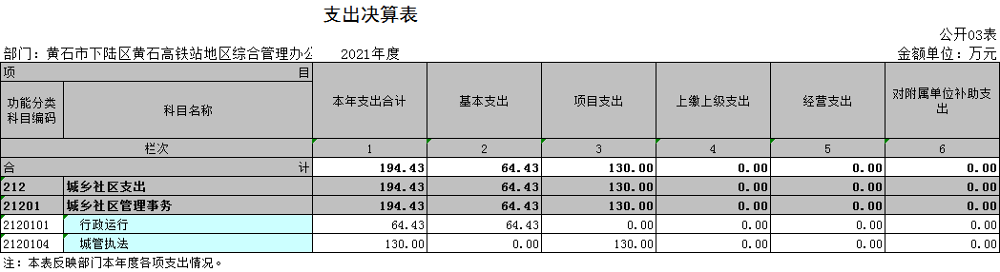 支出决算表
公开03表
部门：黄石市下陆区黄石高铁站地区综合管理办公 2021年度 金额单位：万元
项 目 本年支出合计 基本支出 项目支出 上缴上级支出 经营支出 对附属单位补助支出
功能分类科目编码 科目名称
栏次 1 2 3 4 5 6
合 计 194.43 64.43 130.00 0.00 0.00 0.00
212 城乡社区支出 194.43 64.43 130.00 0.00 0.00 0.00
21201 城乡社区管理事务 194.43 64.43 130.00 0.00 0.00 0.00
2120101 行政运行 64.43 64.43 0.00 0.00 0.00 0.00
2120104 城管执法 130.00 0.00 130.00 0.00 0.00 0.00
注：本表反映部门本年度各项支出情况。